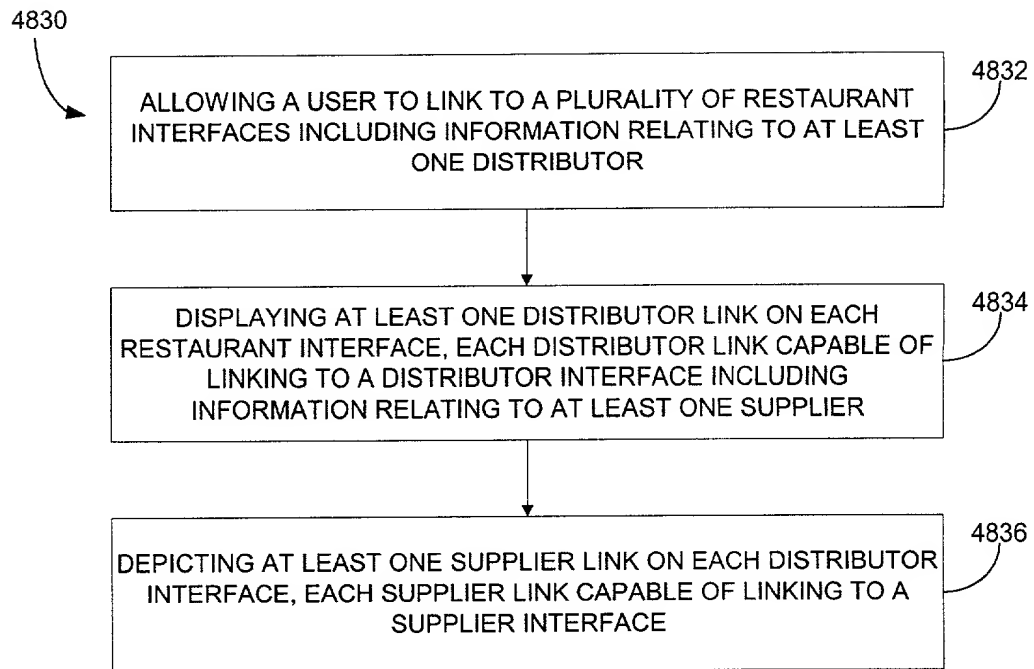 4830
4832
ALLOWING A USER TO LINK TO A PLURALITY OF RESTAURANT
INTERFACES INCLUDING INFORMATION RELATING TO AT LEAST
ONE DISTRIBUTOR
4834
DISPLAYING AT LEAST ONE DISTRIBUTOR LINK ON EACH
RESTAURANT INTERFACE, EACH DISTRIBUTOR LINK CAPABLE OF
LINKING TO A DISTRIBUTOR INTERFACE INCLUDING
INFORMATION RELATING TO AT LEAST ONE SUPPLIER
4836
DEPICTING AT LEAST ONE SUPPLIER LINK ON EACH DISTRIBUTOR
INTERFACE, EACH SUPPLIER LINK CAPABLE OF LINKING TO A
SUPPLIER INTERFACE